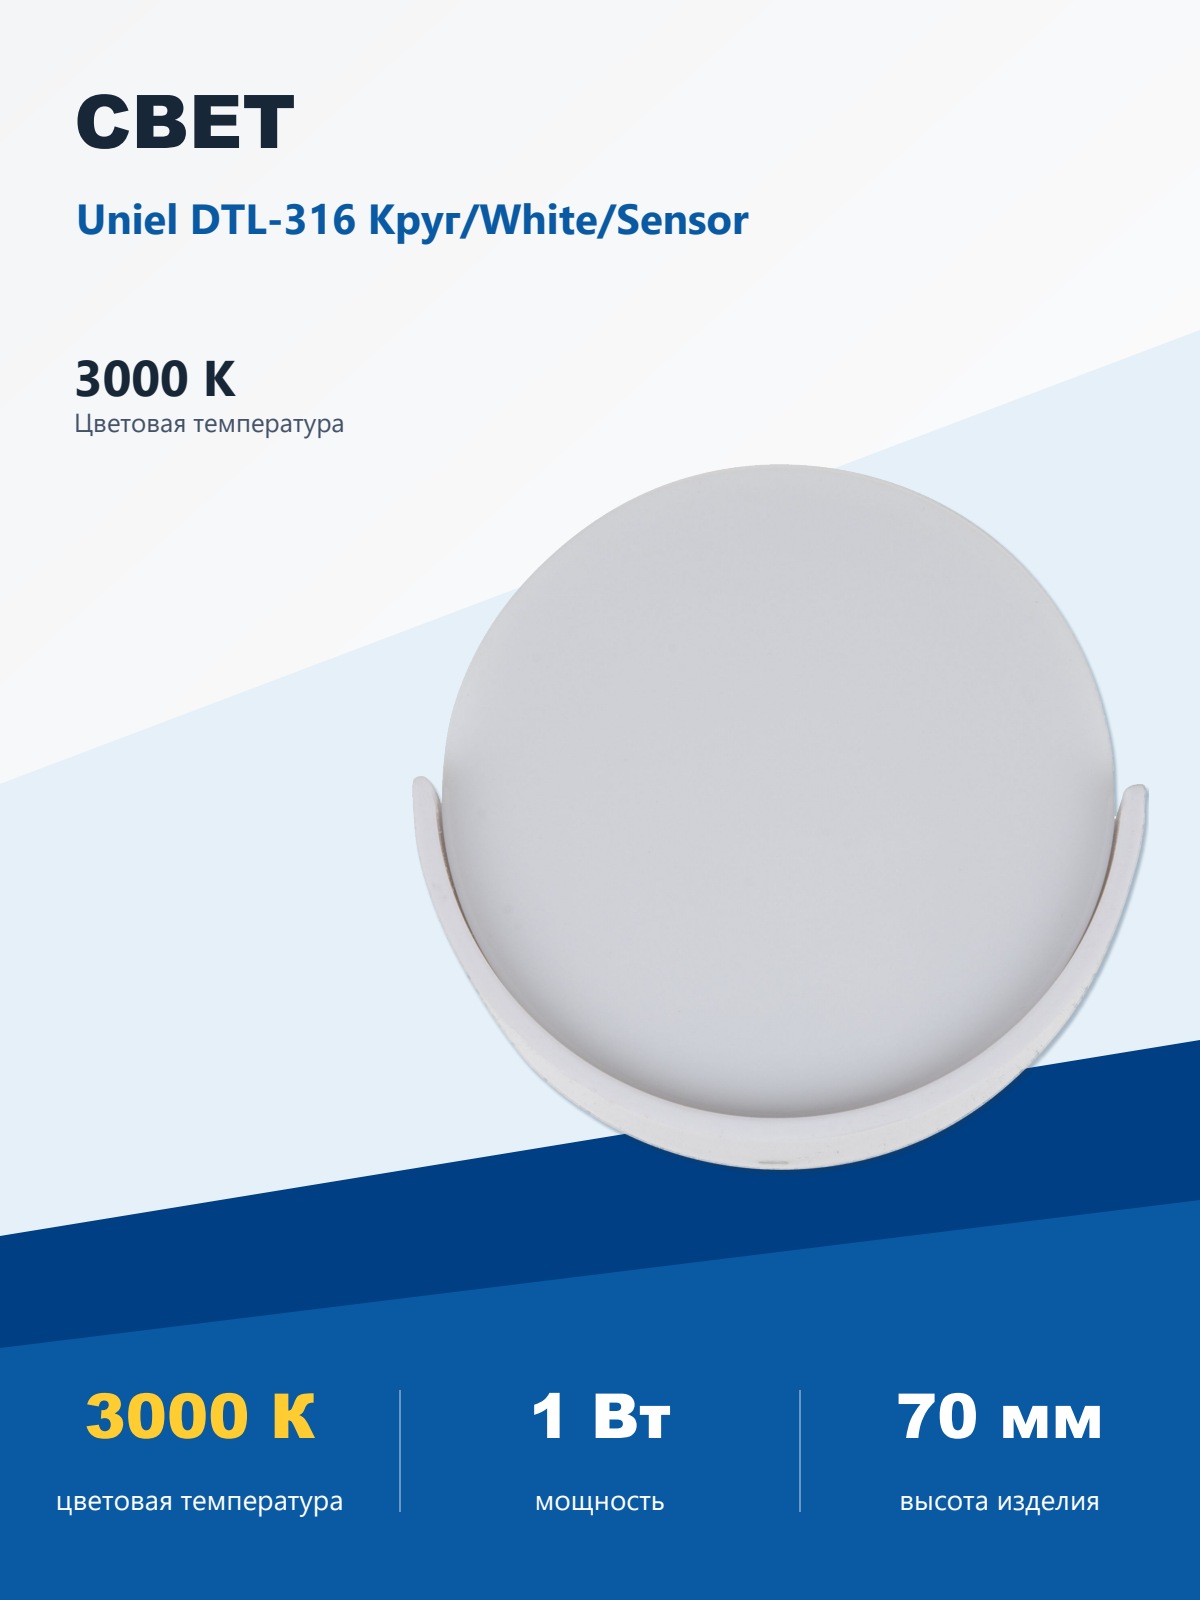 СВЕТ
Uniel DTL-316 Круг/White/Sensor
3000 К
Цветовая температура
3000 К
цветовая температура
1 Вт
мощность
70 мм
высота изделия